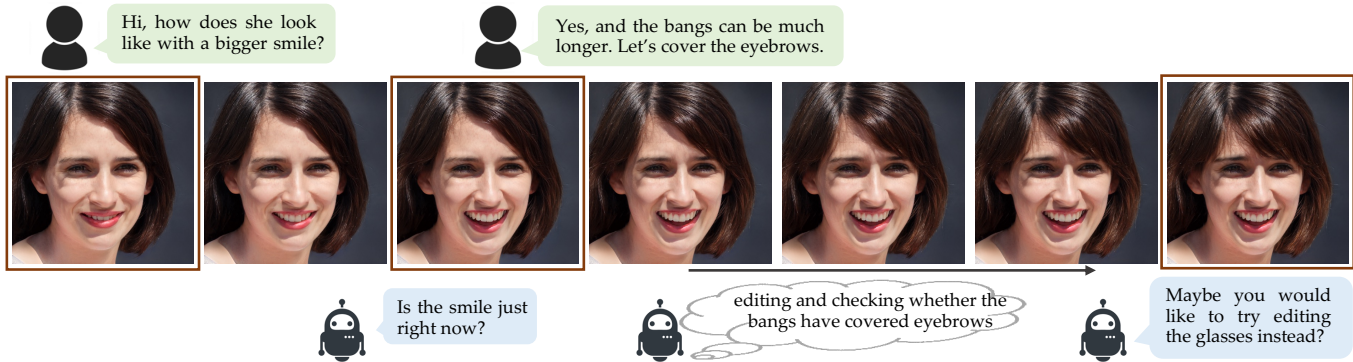 Hi, how does she look
like with a bigger smile?
Yes, and the bangs can be much
longer. Let's cover the eyebrows.
Is the smile just
right now?
editing and checking whether the
bangs have covered eyebrows
Maybe you would
like to try editing
the glasses instead?